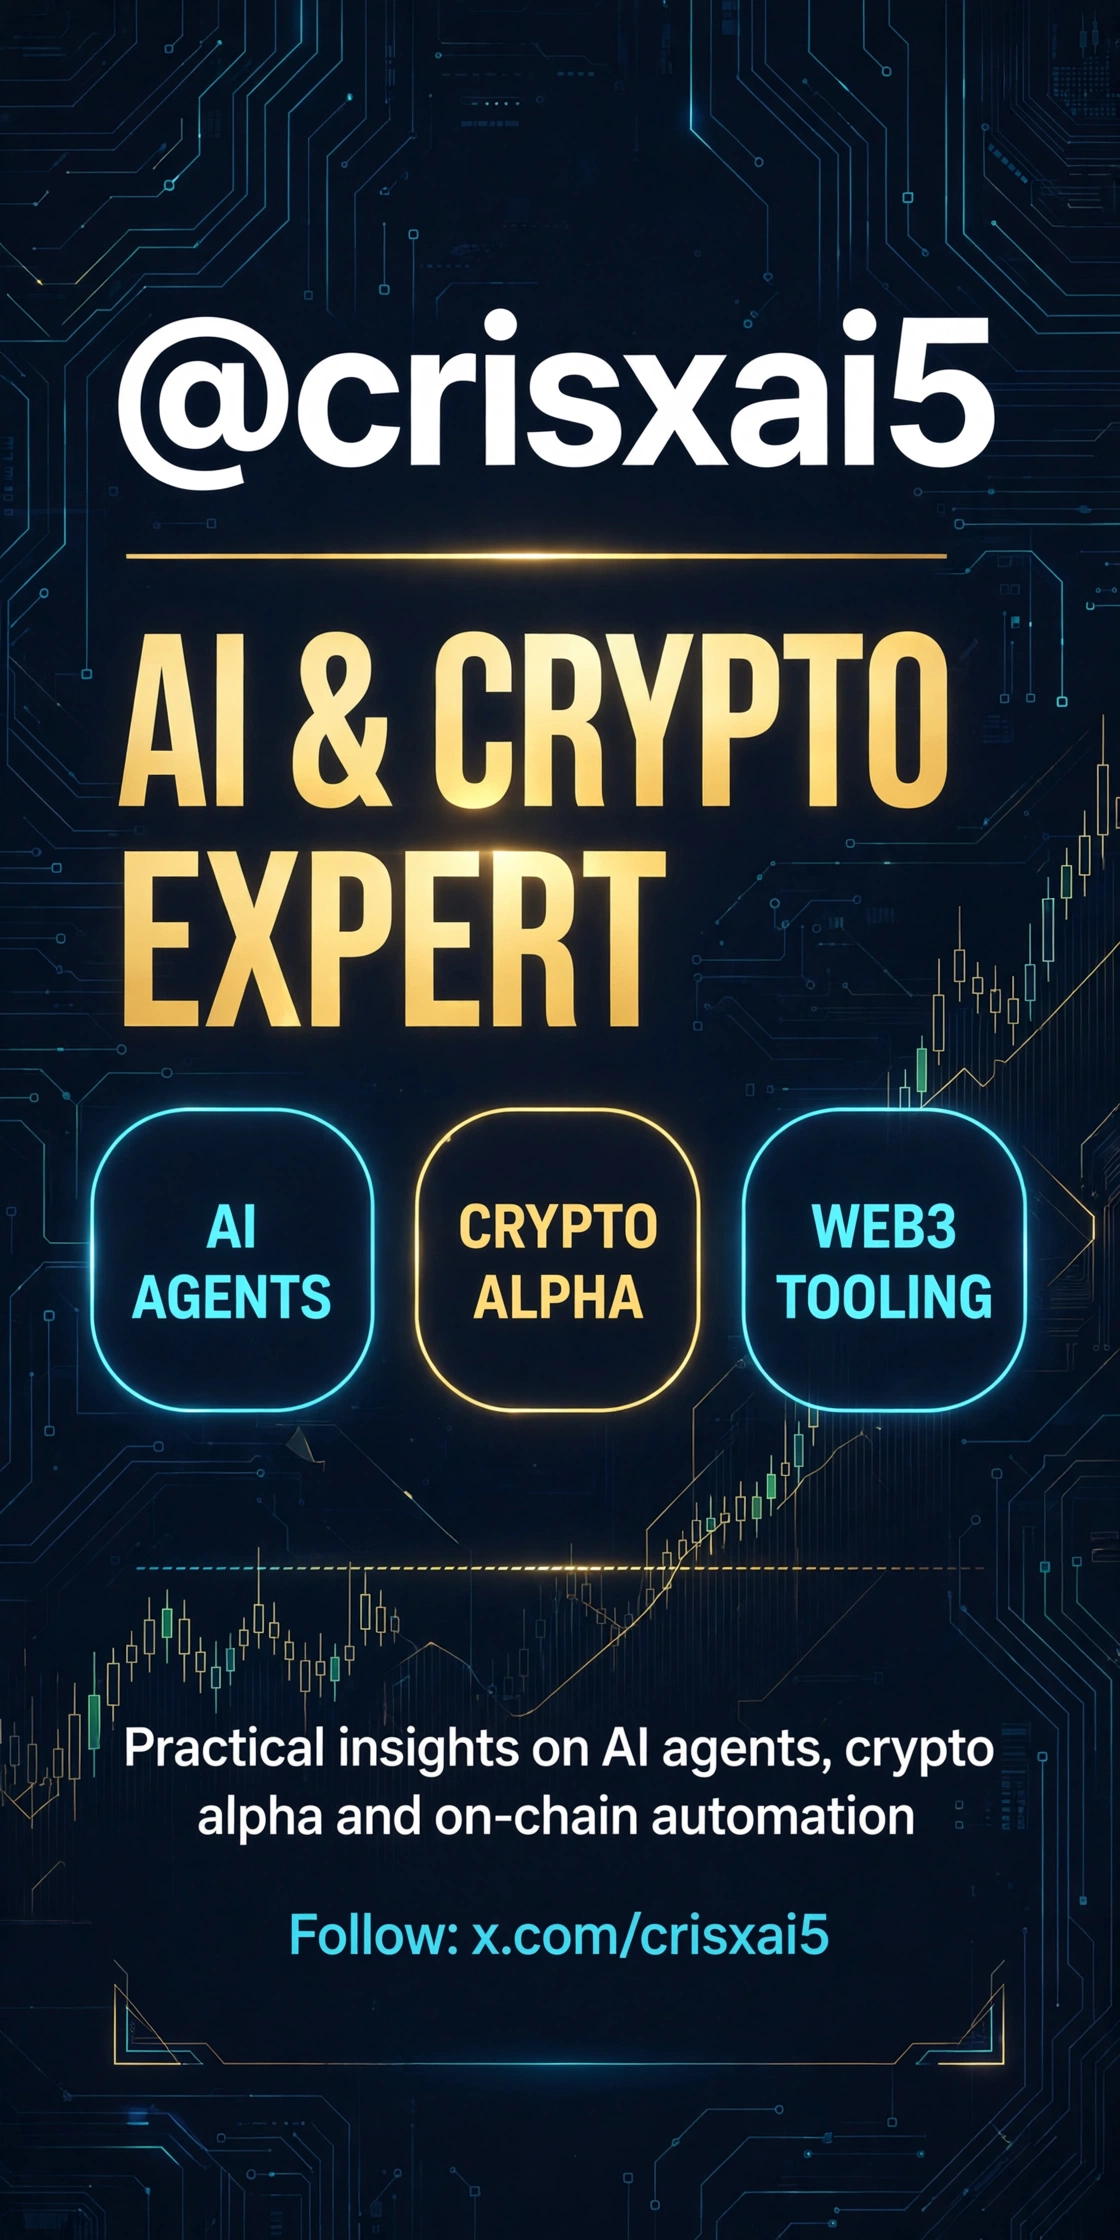 @crisxai5
AI & CRYPTO
EXPERT
AI
AGENTS
CRYPTO
ALPHA
WEB3
TOOLING
Practical insights on AI agents, crypto
alpha and on-chain automation
Follow: x.com/crisxai5